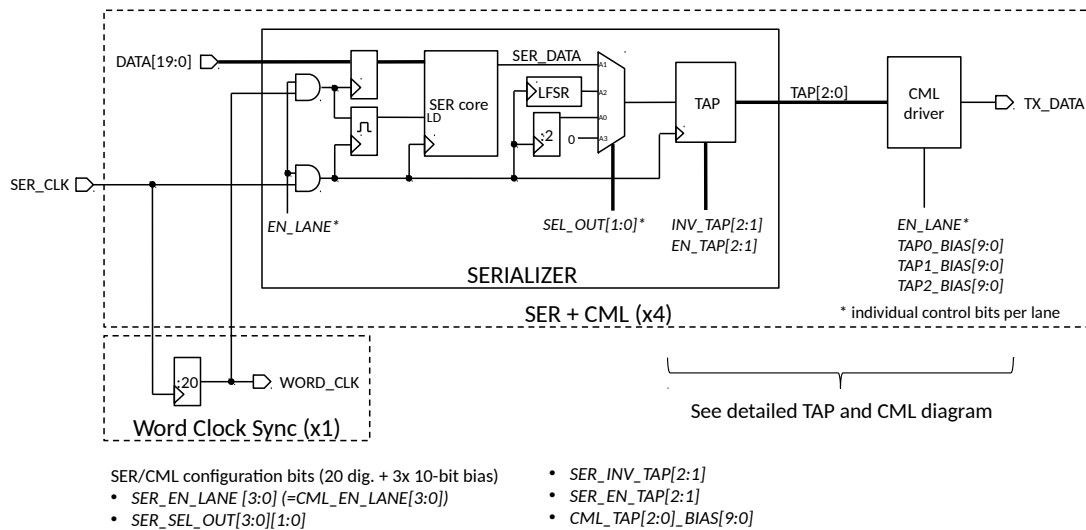 DATA[19:0]
SER_DATA
A1
LFSR
A2
SER core
LD
:2
A0
0
A3
TAP
TAP[2:0]
CML
driver
TX_DATA
SER_CLK
EN_LANE*
SEL_OUT[1:0]*
INV_TAP[2:1]
EN_TAP[2:1]
EN_LANE*
TAP0_BIAS[9:0]
TAP1_BIAS[9:0]
TAP2_BIAS[9:0]
SERIALIZER
SER + CML (x4)
* individual control bits per lane
:20
WORD_CLK
Word Clock Sync (x1)
See detailed TAP and CML diagram
SER/CML configuration bits (20 dig. + 3x 10-bit bias)
• SER_EN_LANE [3:0] (=CML_EN_LANE[3:0])
• SER_SEL_OUT[3:0][1:0]
• SER_INV_TAP[2:1]
• SER_EN_TAP[2:1]
• CML_TAP[2:0]_BIAS[9:0]